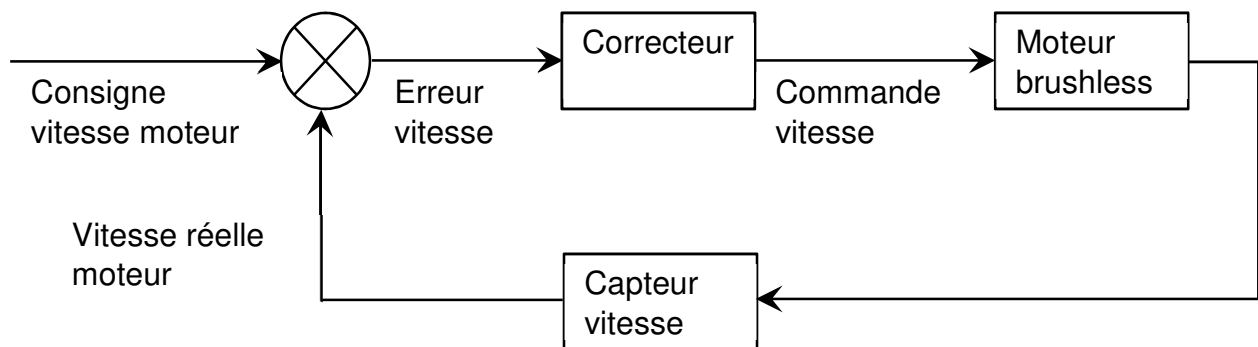 Consigne
vitesse moteur
Erreur
vitesse
Correcteur
Commande
vitesse
Moteur
brushless
Vitesse réelle
moteur
Capteur
vitesse